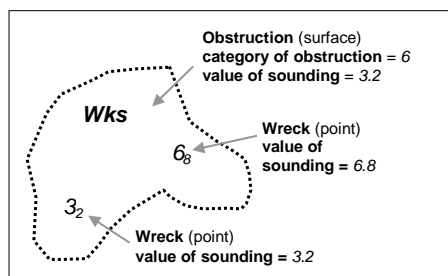 Obstruction (surface)
category of obstruction = 6
value of sounding = 3.2
Wks
Wreck (point)
value of
sounding = 6.8
6₈
3₂
Wreck (point)
value of sounding = 3.2